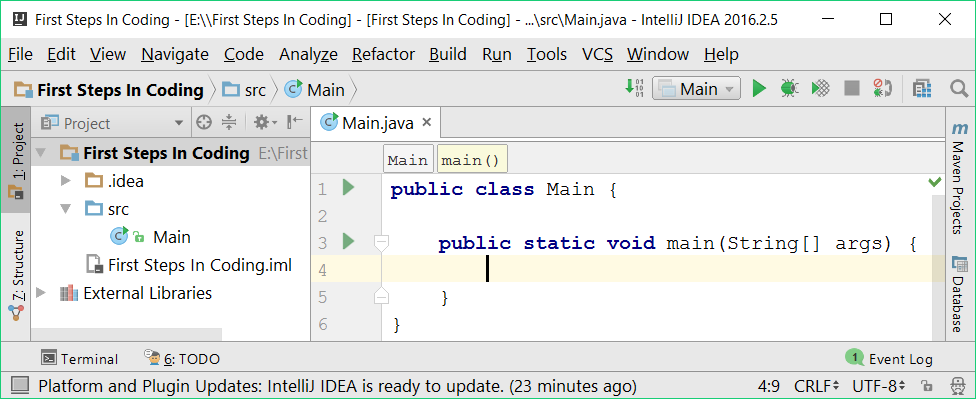 First Steps In Coding - [E:\\First Steps In Coding] - [First Steps In Coding] - ...\src\Main.java - IntelliJ IDEA 2016.2.5
File Edit View Navigate Code Analyze Refactor Build Run Tools VCS Window Help
First Steps In Coding src Main Main
1: Project
Project
Main.java
First Steps In Coding E:\First
.idea
src
Main
First Steps In Coding.iml
External Libraries
Z: Structure
Main main()
1 public class Main {
2
3 public static void main(String[] args) {
4
5 }
6 }
Maven Projects
Database
Terminal 6: TODO 1 Event Log
Platform and Plugin Updates: IntelliJ IDEA is ready to update. (23 minutes ago) 4:9 CRLF UTF-8